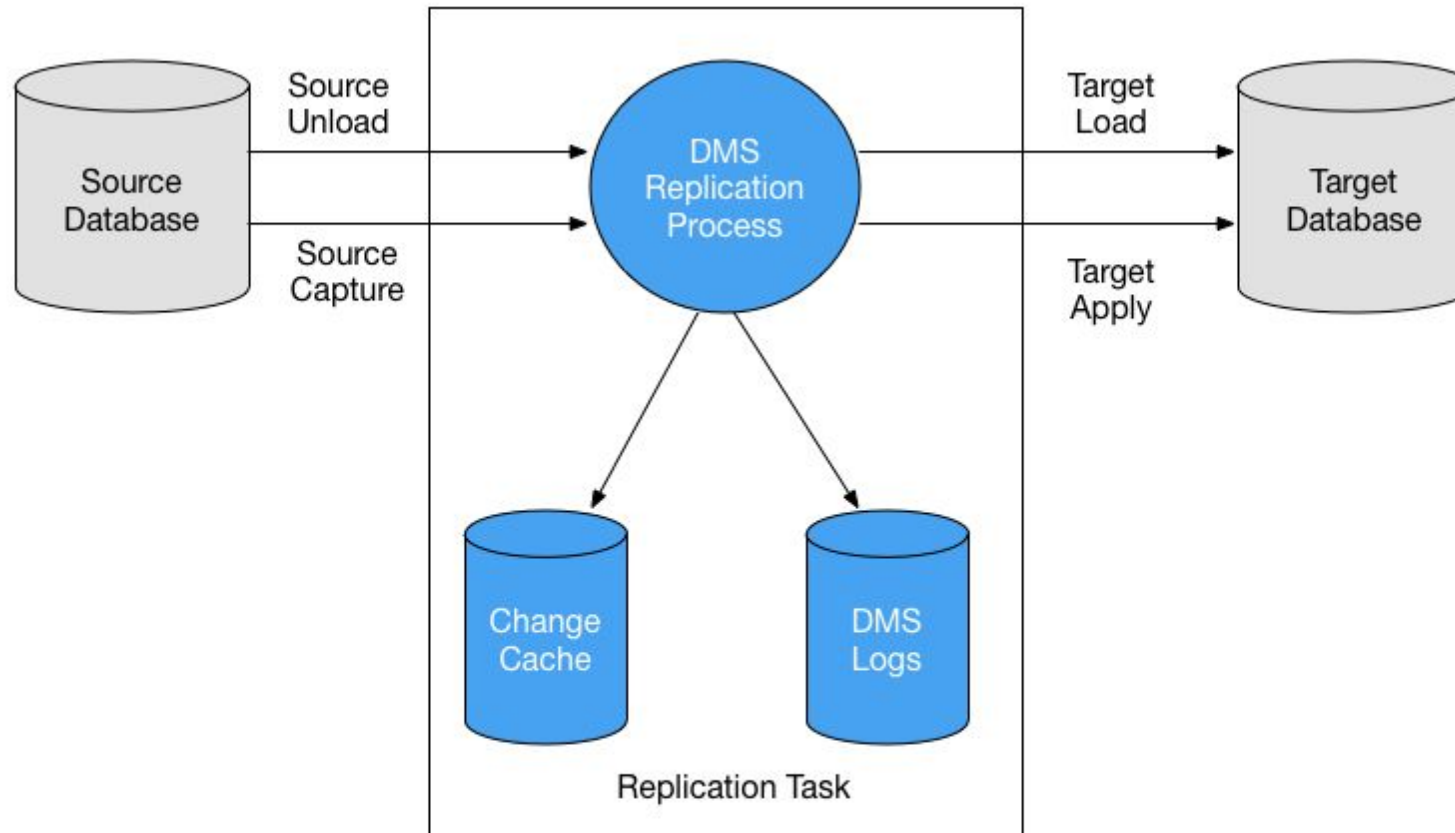 Source
Unload
Source
Database
Source
Capture
DMS
Replication
Process
Target
Load
Target
Apply
Target
Database
Change
Cache
DMS
Logs
Replication Task